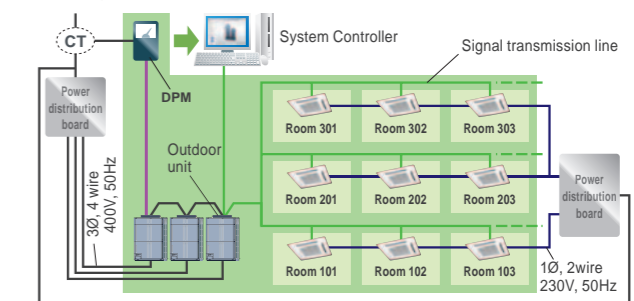 CT
System Controller
Signal transmission line
DPM
Power
distribution
board
Outdoor
unit
3Ø, 4 wire
400V, 50Hz
Room 301
Room 302
Room 303
Room 201
Room 202
Room 203
Room 101
Room 102
Room 103
Power
distribution
board
1Ø, 2wire
230V, 50Hz